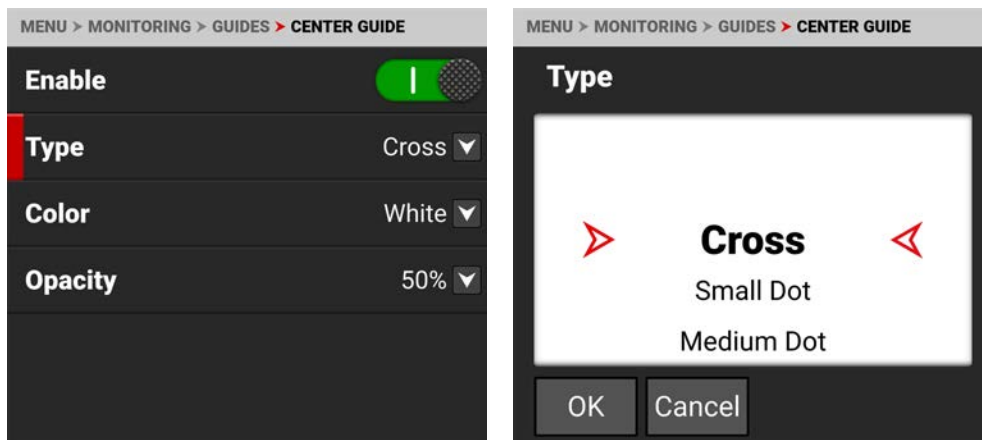 MENU > MONITORING > GUIDES > CENTER GUIDE
Enable
Type Cross
Color White
Opacity 50%
MENU > MONITORING > GUIDES > CENTER GUIDE
Type
Cross
Small Dot
Medium Dot
OK Cancel